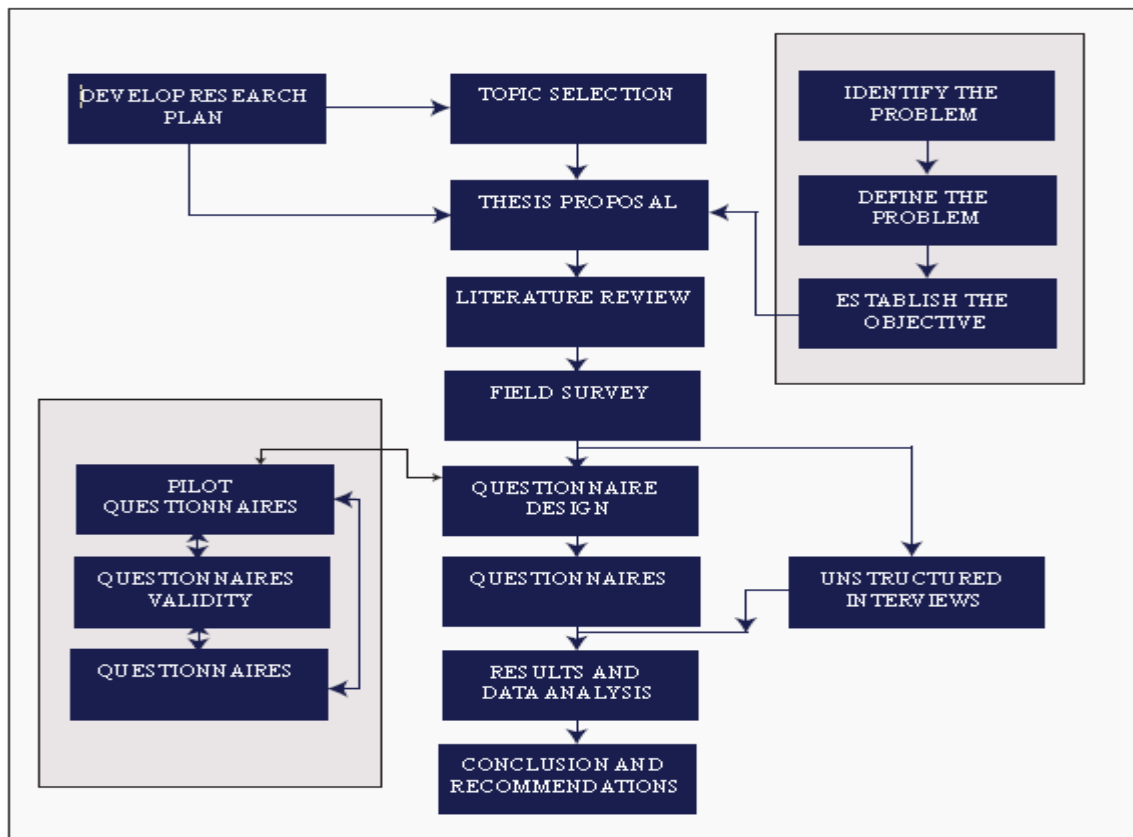 DEVELOP RESEARCH
PLAN
TOPIC SELECTION
IDENTIFY THE
PROBLEM
THESIS PROPOSAL
DEFINE THE
PROBLEM
LITERATURE REVIEW
ESTABLISH THE
OBJECTIVE
FIELD SURVEY
PILOT
QUESTIONNAIRES
QUESTIONNAIRE
DESIGN
QUESTIONNAIRES
VALIDITY
QUESTIONNAIRES
UNSTRUCTURED
INTERVIEWS
QUESTIONNAIRES
RESULTS AND
DATA ANALYSIS
CONCLUSION AND
RECOMMENDATIONS